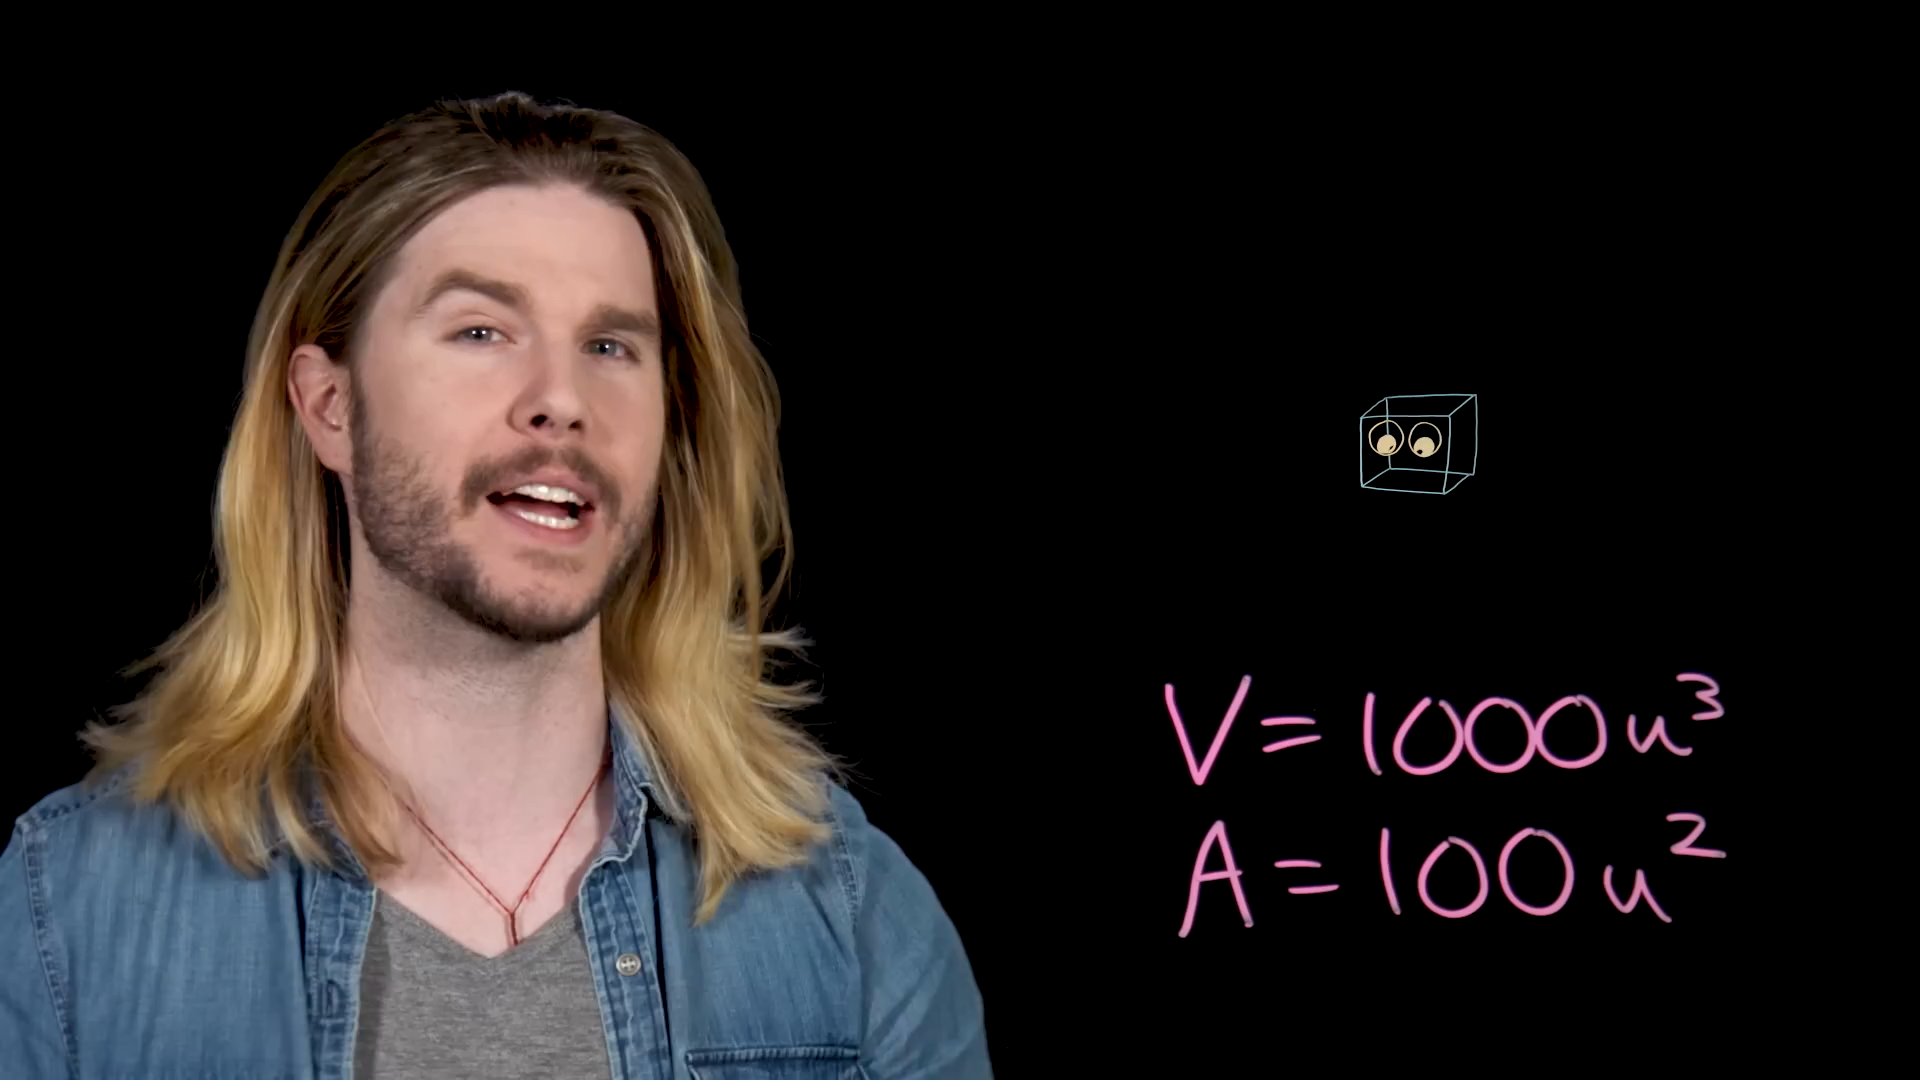 V = 1000u³
A = 100u²